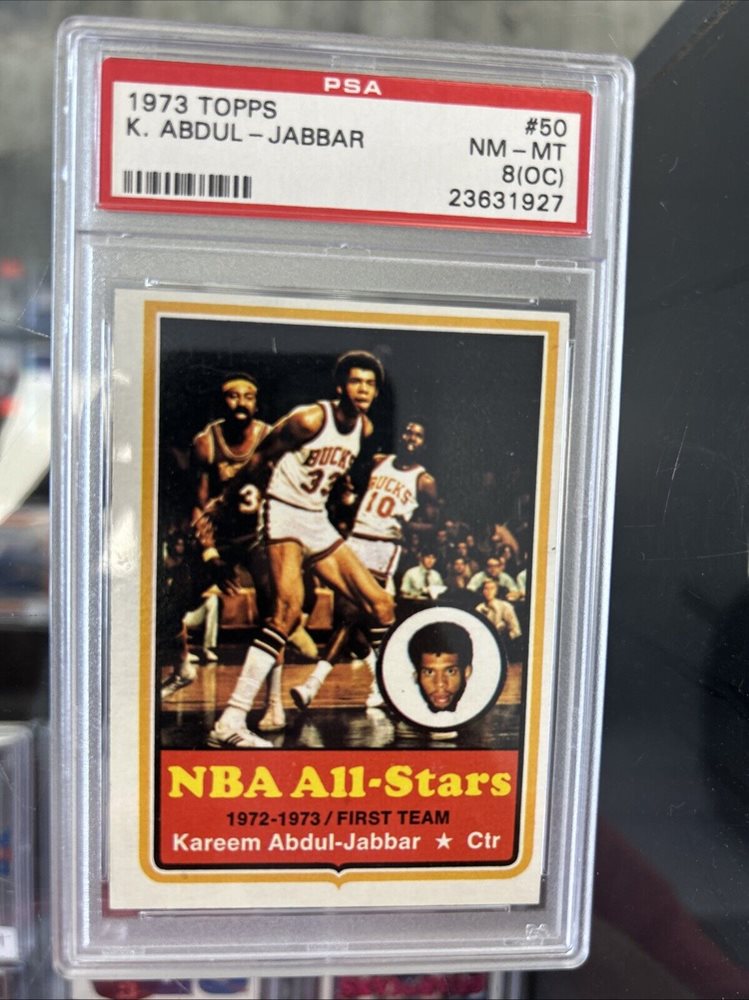 PSA
1973 TOPPS #50
K. ABDUL-JABBAR NM-MT
8(OC)
23631927
BUCKS
33
BUCKS
10
3
NBA All-Stars
1972-1973 / FIRST TEAM
Kareem Abdul-Jabbar ★ Ctr